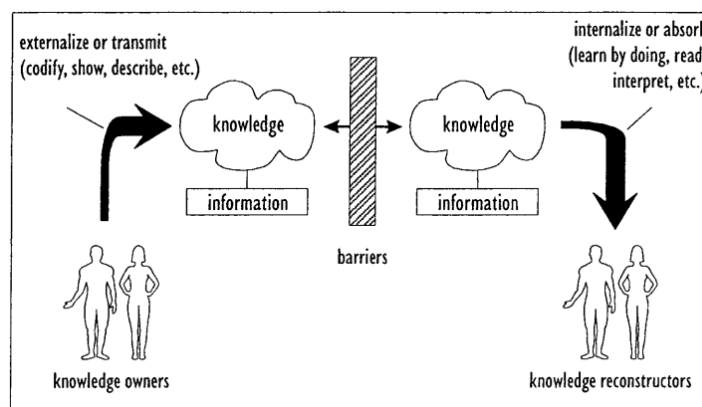 externalize or transmit
(codify, show, describe, etc.)
internalize or absorb
(learn by doing, read
interpret, etc.)
knowledge
knowledge
information
information
barriers
knowledge owners
knowledge reconstructors